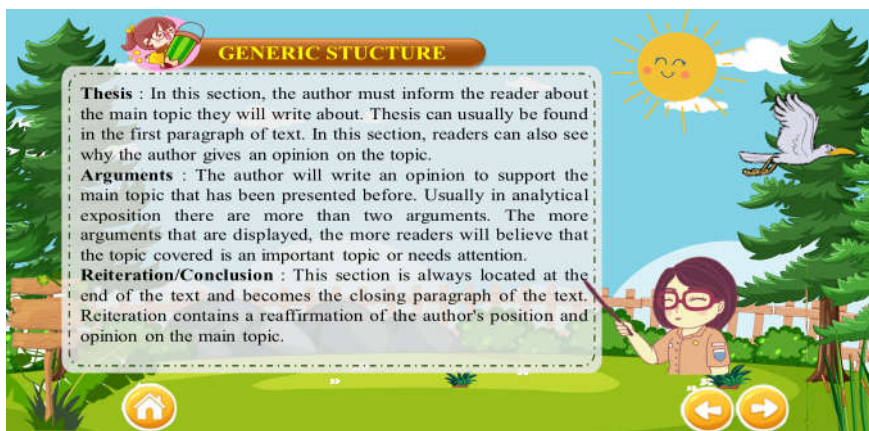 GENERIC STUCTURE
Thesis : In this section, the author must inform the reader about
the main topic they will write about. Thesis can usually be found
in the first paragraph of text. In this section, readers can also see
why the author gives an opinion on the topic.
Arguments : The author will write an opinion to support the
main topic that has been presented before. Usually in analytical
exposition there are more than two arguments. The more
arguments that are displayed, the more readers will believe that
the topic covered is an important topic or needs attention.
Reiteration/Conclusion : This section is always located at the
end of the text and becomes the closing paragraph of the text.
Reiteration contains a reaffirmation of the author's position and
opinion on the main topic.